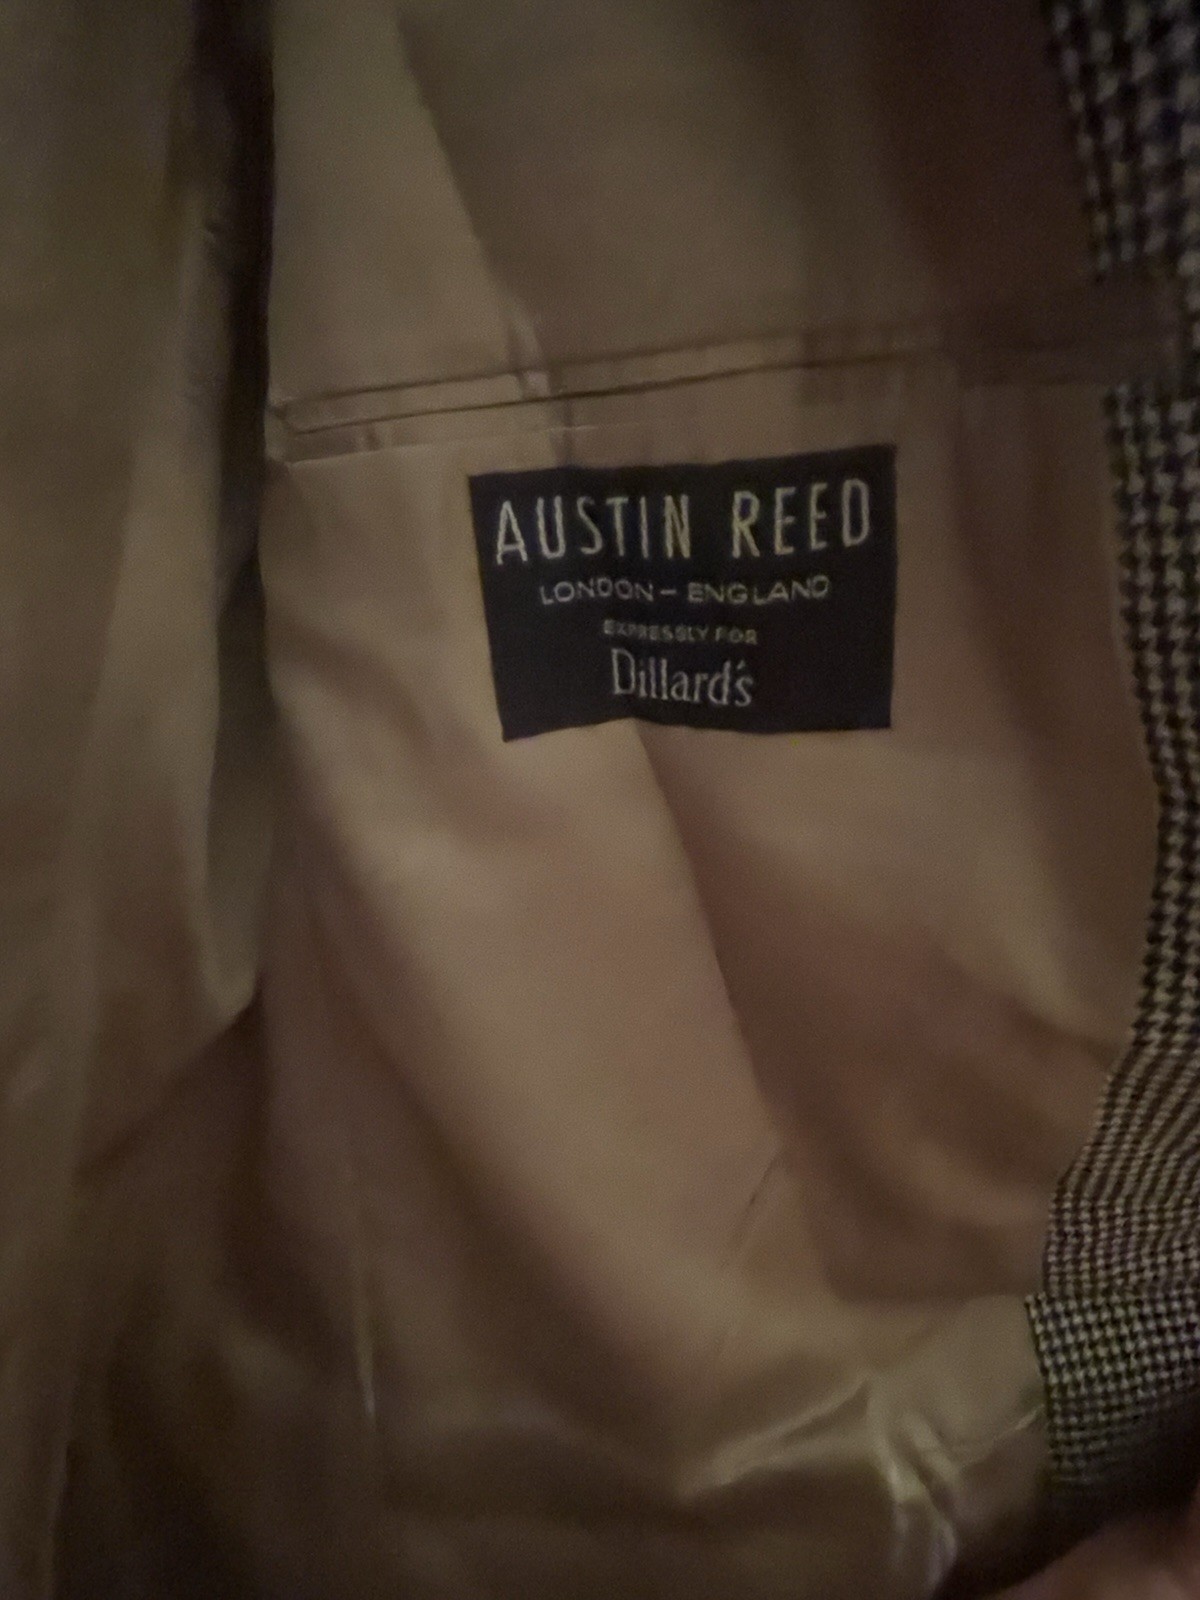 AUSTIN REED
LONDON – ENGLAND
EXPRESSLY FOR
Dillard's